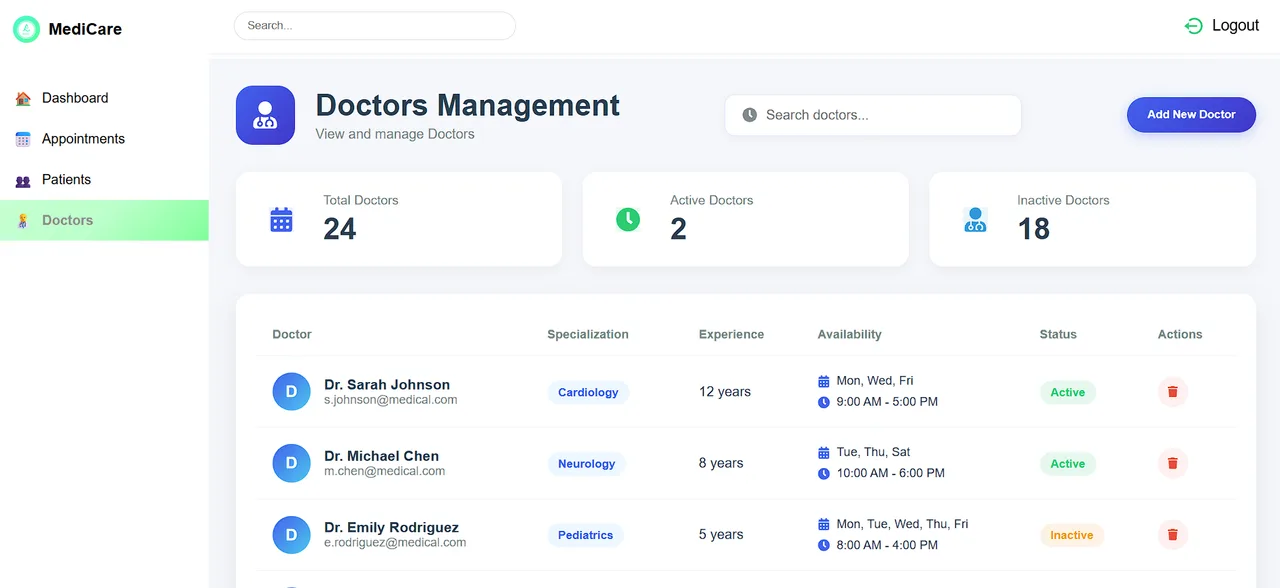 MediCare
Search...
Logout
Dashboard
Appointments
Patients
Doctors
Doctors Management
View and manage Doctors
Search doctors...
Add New Doctor
Total Doctors
24
Active Doctors
2
Inactive Doctors
18
Doctor Specialization Experience Availability Status Actions
D Dr. Sarah Johnson
s.johnson@medical.com
Cardiology
12 years
Mon, Wed, Fri
9:00 AM - 5:00 PM
Active
D Dr. Michael Chen
m.chen@medical.com
Neurology
8 years
Tue, Thu, Sat
10:00 AM - 6:00 PM
Active
D Dr. Emily Rodriguez
e.rodriguez@medical.com
Pediatrics
5 years
Mon, Tue, Wed, Thu, Fri
8:00 AM - 4:00 PM
Inactive